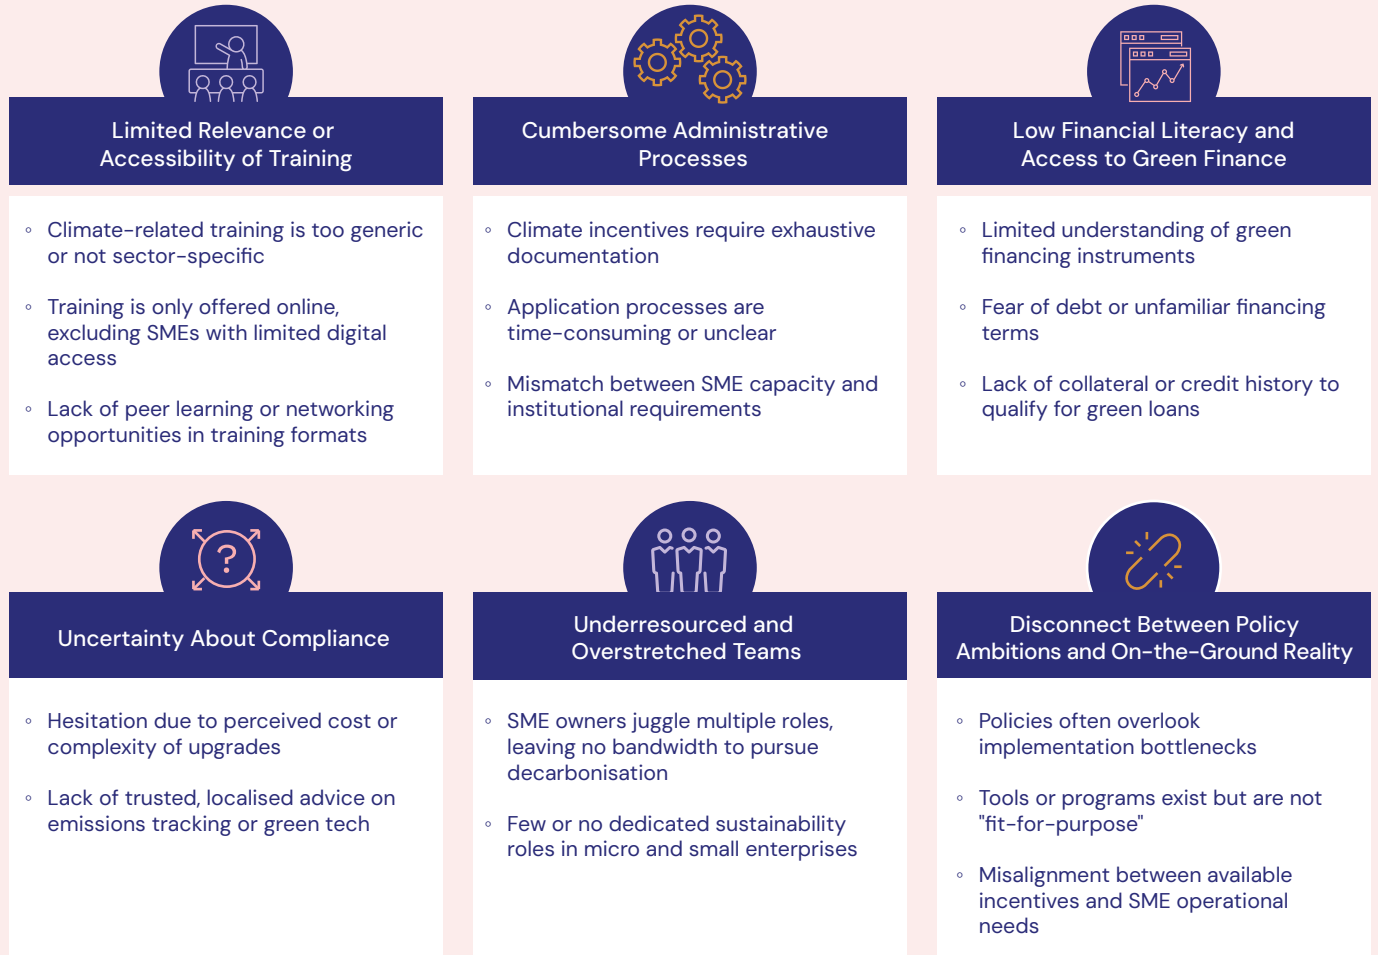 Limited Relevance or
Accessibility of Training
◦ Climate-related training is too generic
or not sector-specific
◦ Training is only offered online,
excluding SMEs with limited digital
access
◦ Lack of peer learning or networking
opportunities in training formats
Cumbersome Administrative
Processes
◦ Climate incentives require exhaustive
documentation
◦ Application processes are
time-consuming or unclear
◦ Mismatch between SME capacity and
institutional requirements
Low Financial Literacy and
Access to Green Finance
◦ Limited understanding of green
financing instruments
◦ Fear of debt or unfamiliar financing
terms
◦ Lack of collateral or credit history to
qualify for green loans
?
Uncertainty About Compliance
◦ Hesitation due to perceived cost or
complexity of upgrades
◦ Lack of trusted, localised advice on
emissions tracking or green tech
Underresourced and
Overstretched Teams
◦ SME owners juggle multiple roles,
leaving no bandwidth to pursue
decarbonisation
◦ Few or no dedicated sustainability
roles in micro and small enterprises
Disconnect Between Policy
Ambitions and On-the-Ground Reality
◦ Policies often overlook
implementation bottlenecks
◦ Tools or programs exist but are not
"fit-for-purpose"
◦ Misalignment between available
incentives and SME operational
needs